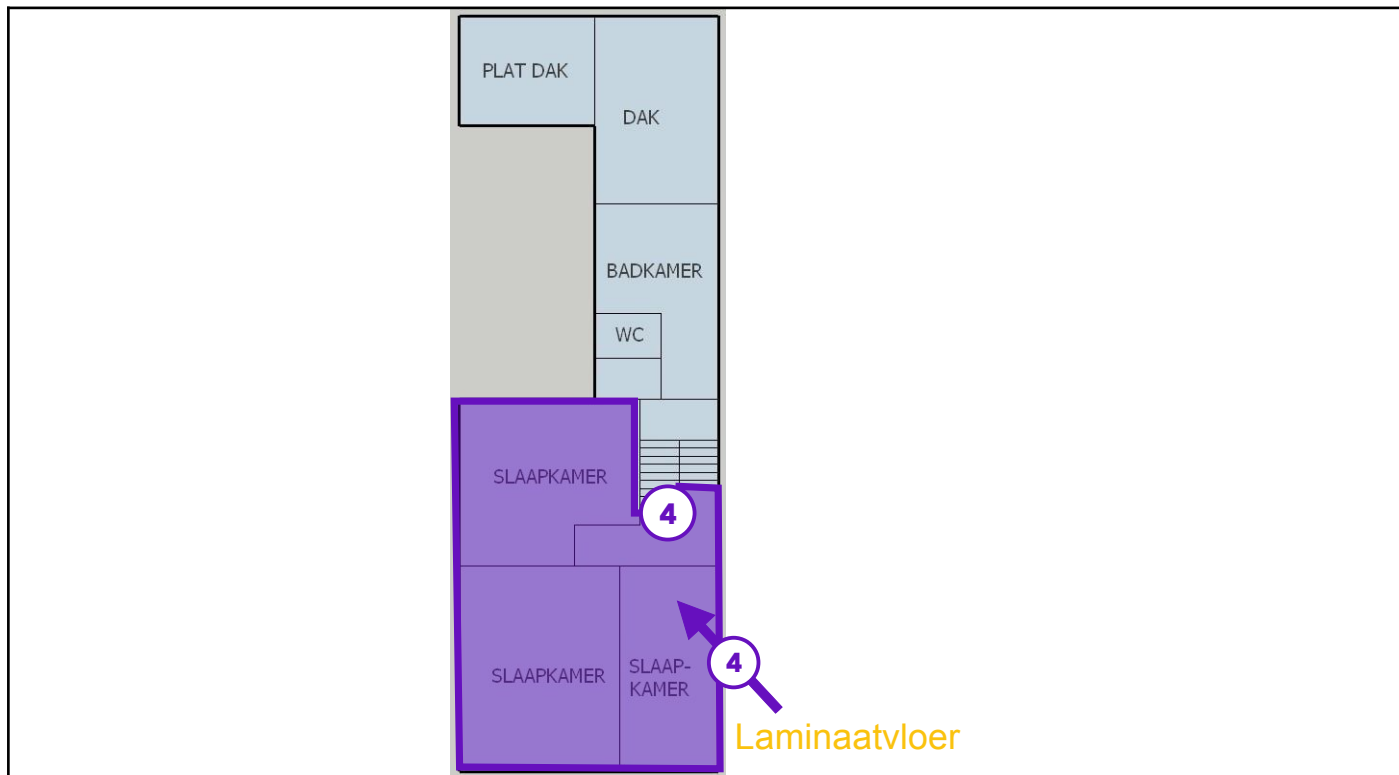 PLAT DAK
DAK
BADKAMER
WC
SLAAPKAMER
4
SLAAPKAMER
SLAAP-
KAMER
4
Laminaatvloer